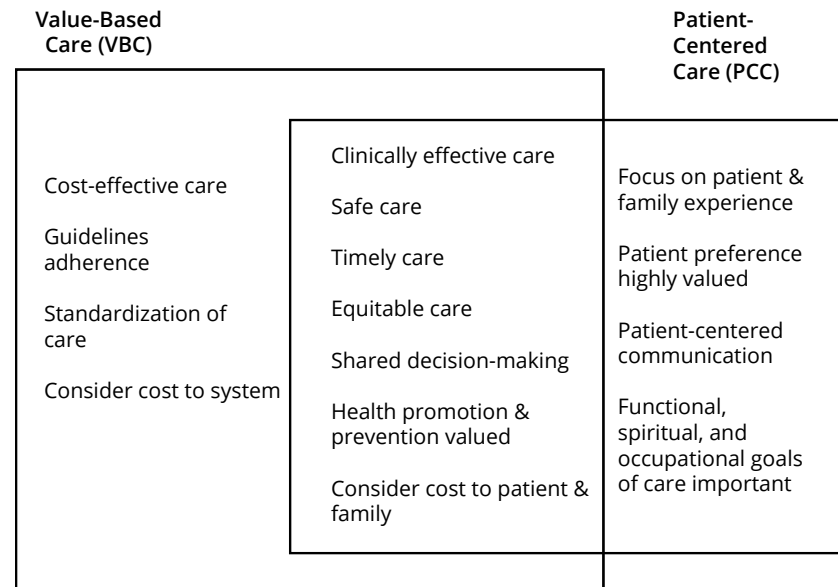 Value-Based
Care (VBC)
Patient-
Centered
Care (PCC)
Cost-effective care
Guidelines
adherence
Standardization of
care
Consider cost to system
Clinically effective care
Safe care
Timely care
Equitable care
Shared decision-making
Health promotion &
prevention valued
Consider cost to patient &
family
Focus on patient &
family experience
Patient preference
highly valued
Patient-centered
communication
Functional,
spiritual, and
occupational goals
of care important